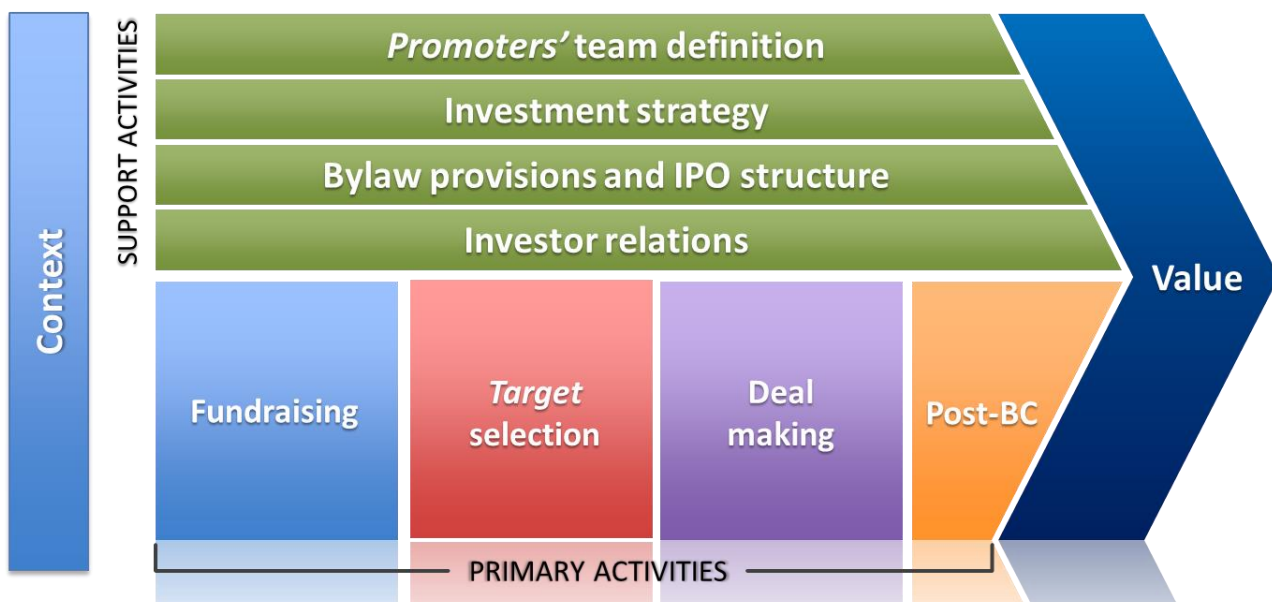 Context
SUPPORT ACTIVITIES
Promoters’ team definition
Investment strategy
Bylaw provisions and IPO structure
Investor relations
Value
Fundraising
Target
selection
Deal
making
Post-BC
PRIMARY ACTIVITIES